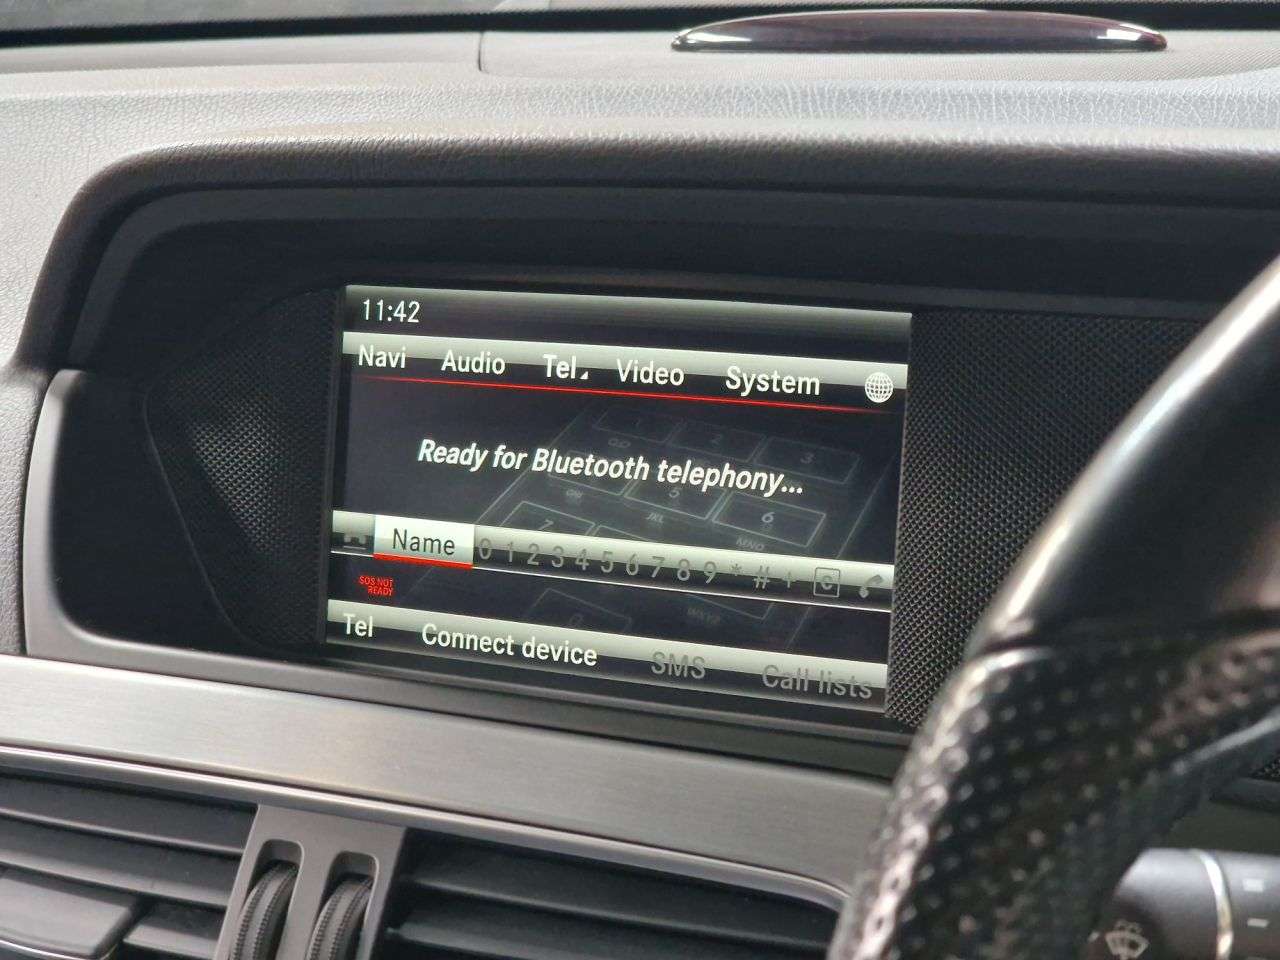 11:42
Navi Audio Tel Video System
Ready for Bluetooth telephony...
Name 0 1 2 3 4 5 6 7 8 9 * # + C
SOS NOT
READY
Tel Connect device SMS Call lists